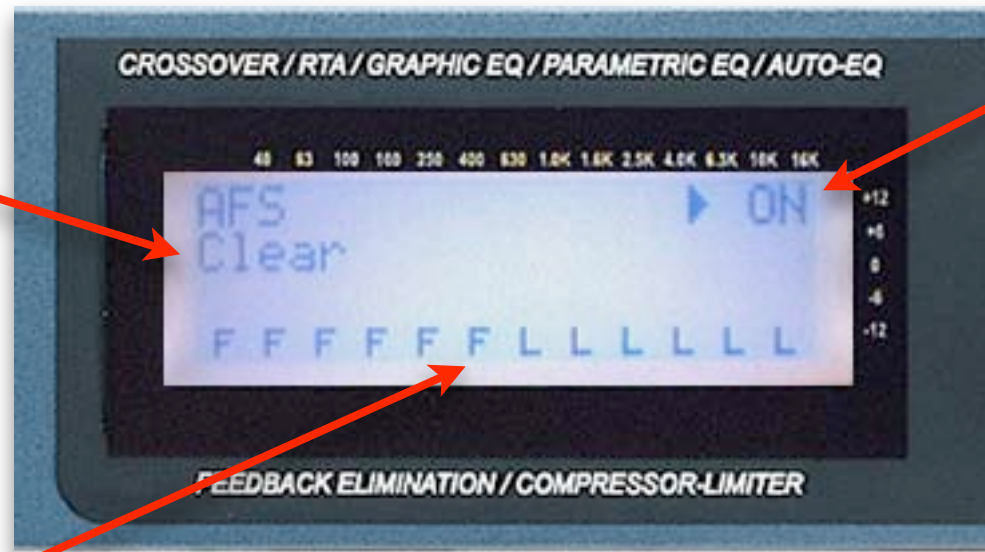 CROSSOVER / RTA / GRAPHIC EQ / PARAMETRIC EQ / AUTO-EQ
40 63 100 160 250 400 630 1.0K 1.6K 2.5K 4.0K 6.3K 10K 16K
AFS ▶ ON
Clear
F F F F F F L L L L L L
+12
+6
0
-6
-12
FEEDBACK ELIMINATION / COMPRESSOR-LIMITER